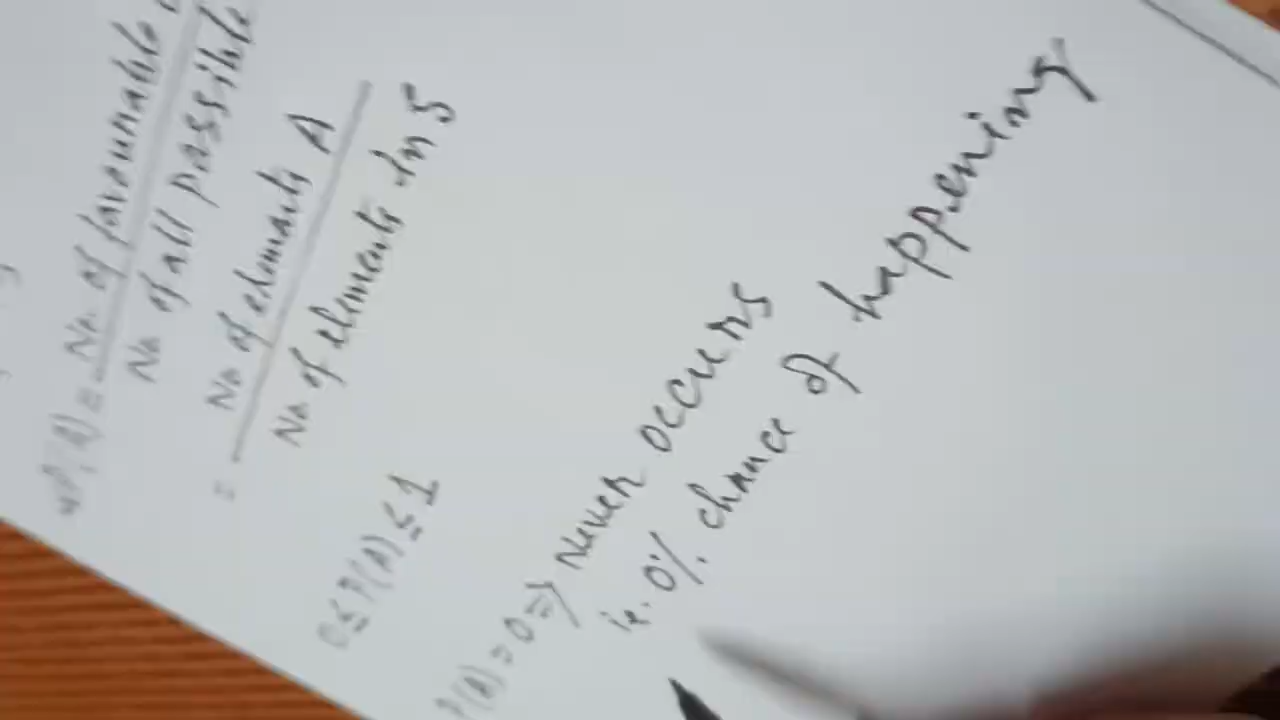 P(A) = No. of favourable
No. of all possible
= No of elements A
No. of elements in S
0 ≤ P(A) ≤ 1
P(A) = 0 => Never occurs
ie. 0% chance of happening